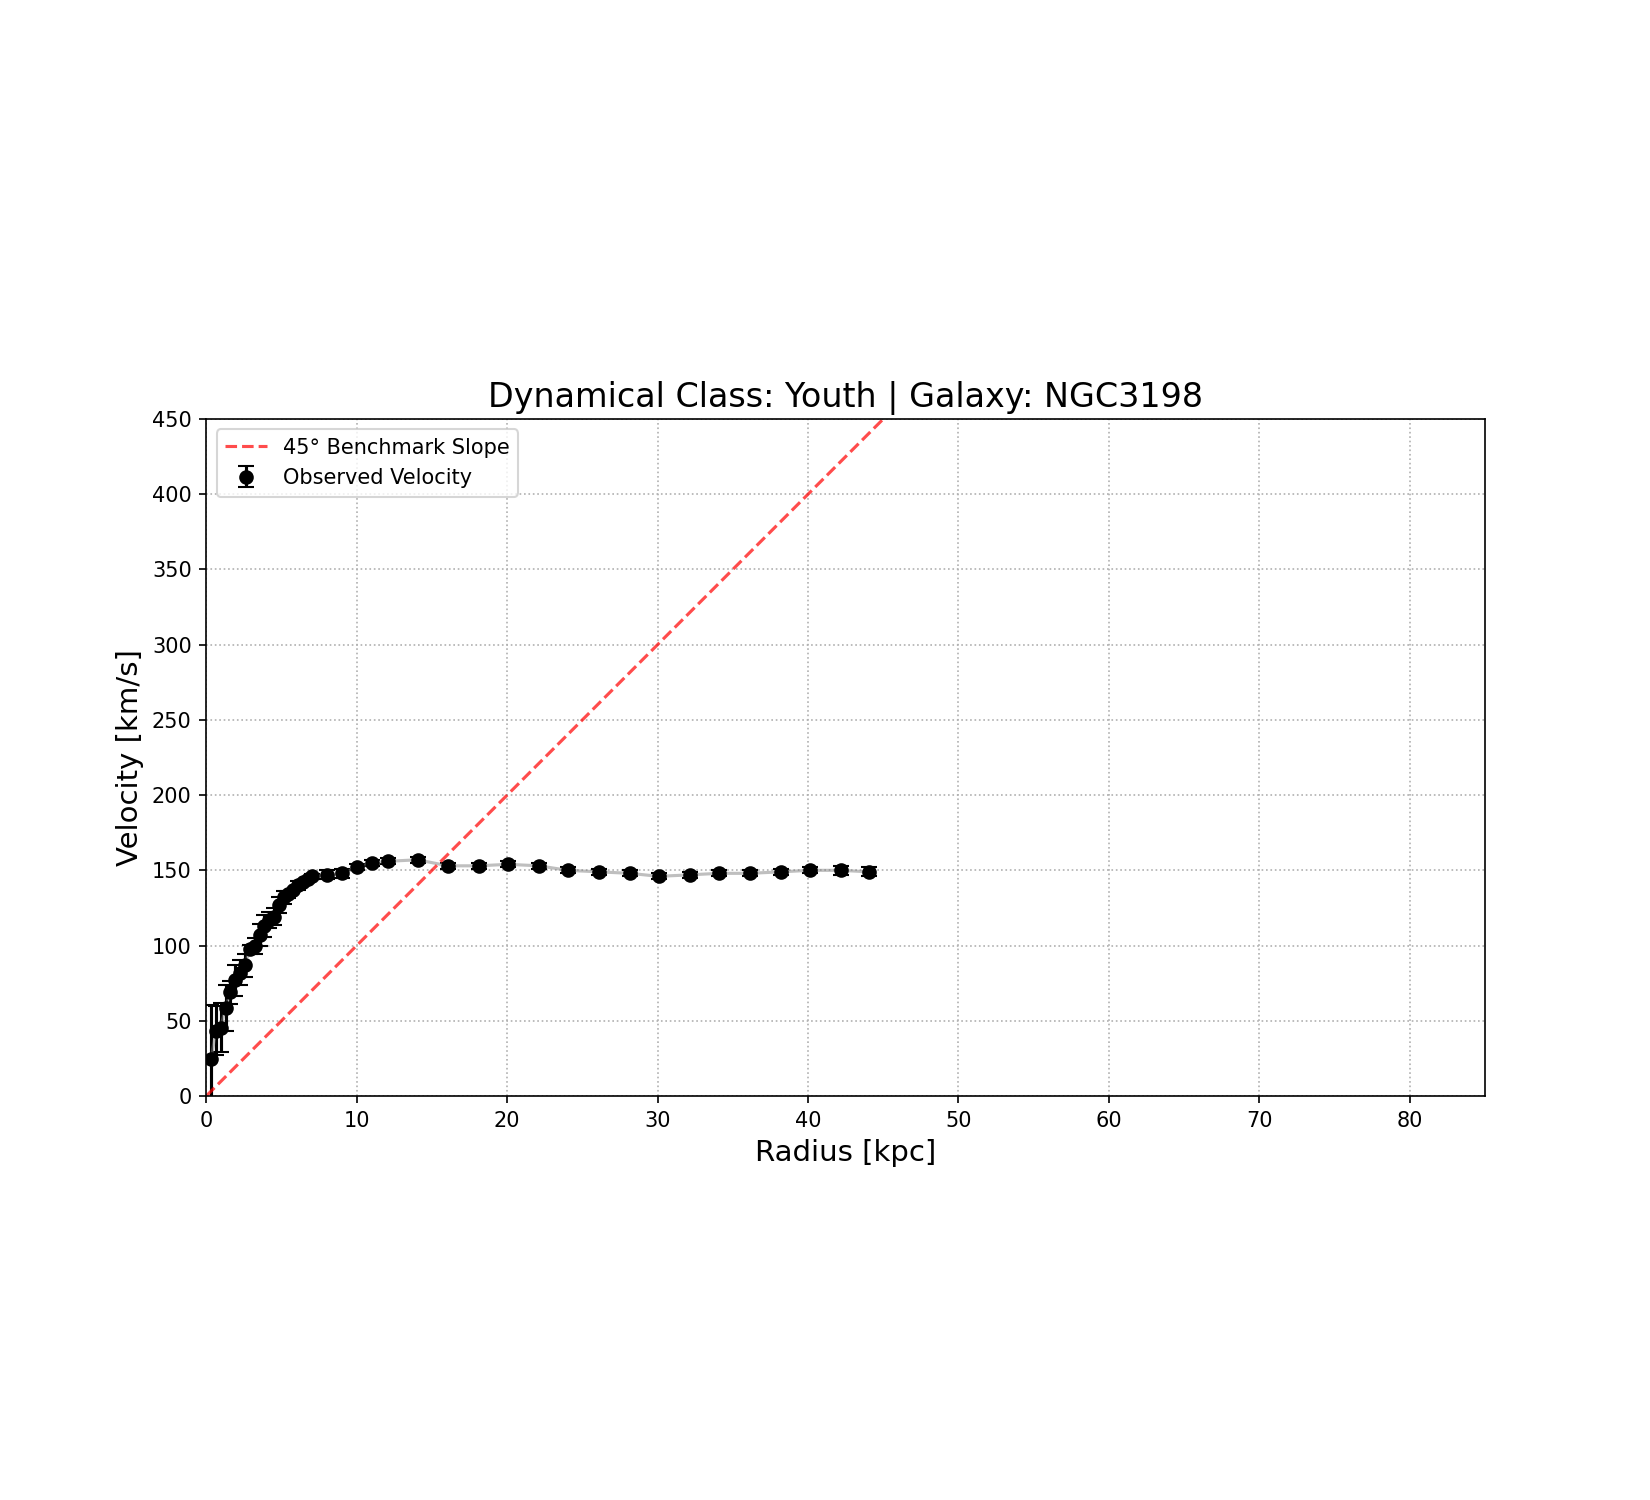 Dynamical Class: Youth | Galaxy: NGC3198
45° Benchmark Slope
Observed Velocity
450
400
350
300
250
200
150
100
50
0
Velocity [km/s]
0 10 20 30 40 50 60 70 80
Radius [kpc]